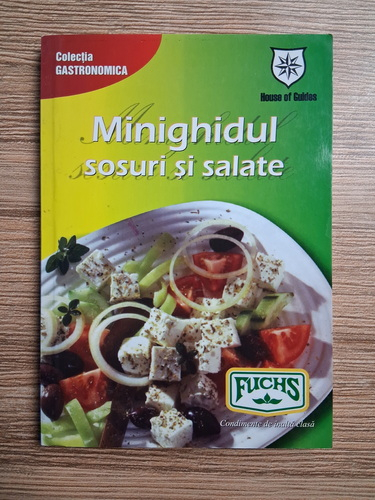 Colecția
GASTRONOMICA
House of Guides
Minighidul
sosuri și salate
FUCHS
Condimente de înaltă clasă